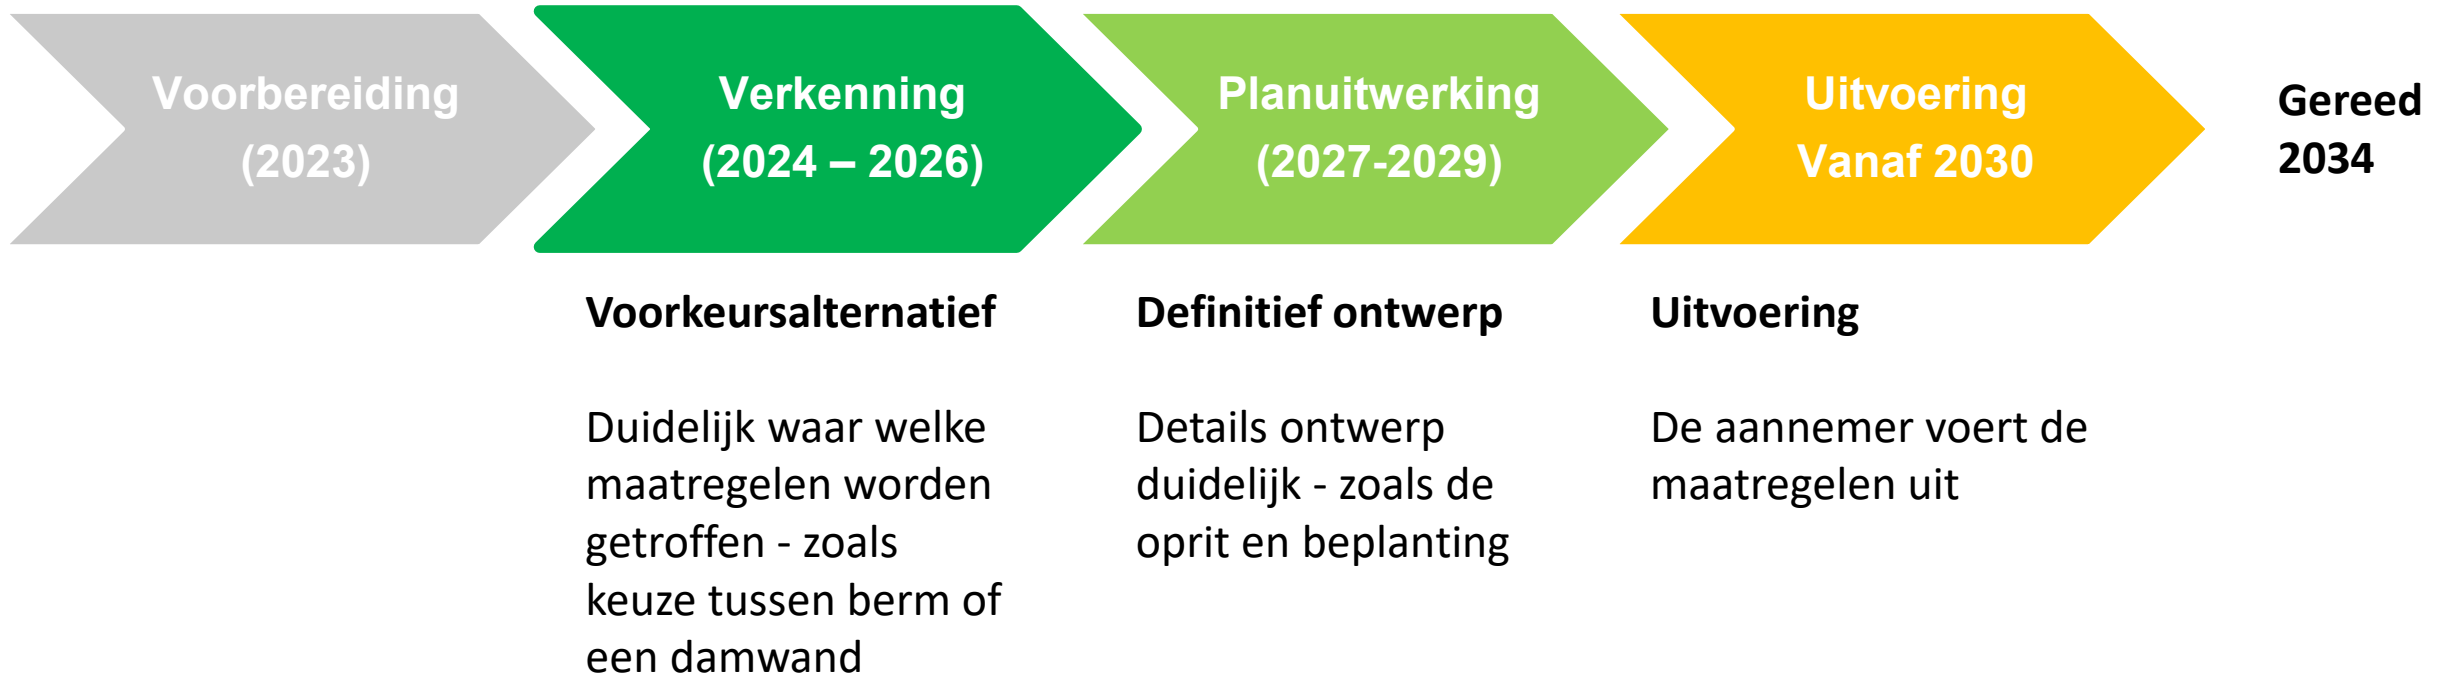 Voorbereiding
(2023)
Verkenning
(2024 – 2026)
Planuitwerking
(2027-2029)
Uitvoering
Vanaf 2030
Gereed
2034
Voorkeursalternatief
Duidelijk waar welke
maatregelen worden
getroffen - zoals
keuze tussen berm of
een damwand
Definitief ontwerp
Details ontwerp
duidelijk - zoals de
oprit en beplanting
Uitvoering
De aannemer voert de
maatregelen uit